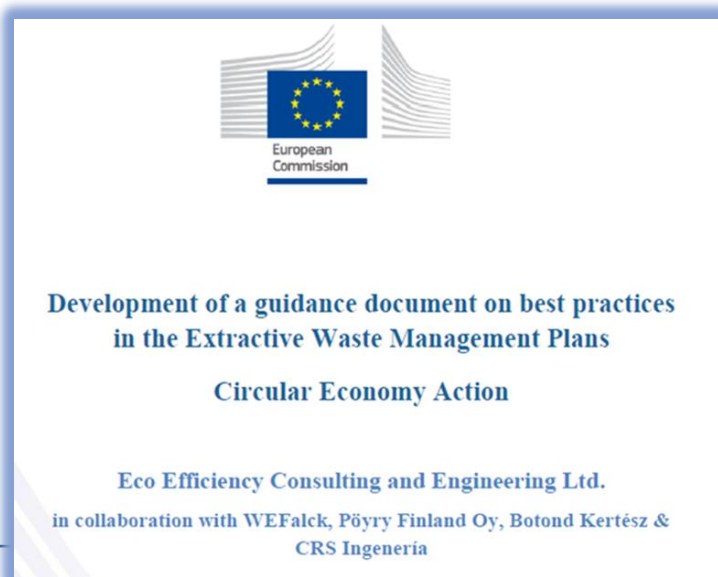 European
Commission
Development of a guidance document on best practices
in the Extractive Waste Management Plans
Circular Economy Action
Eco Efficiency Consulting and Engineering Ltd.
in collaboration with WEFalck, Pöyry Finland Oy, Botond Kertész &
CRS Ingenería